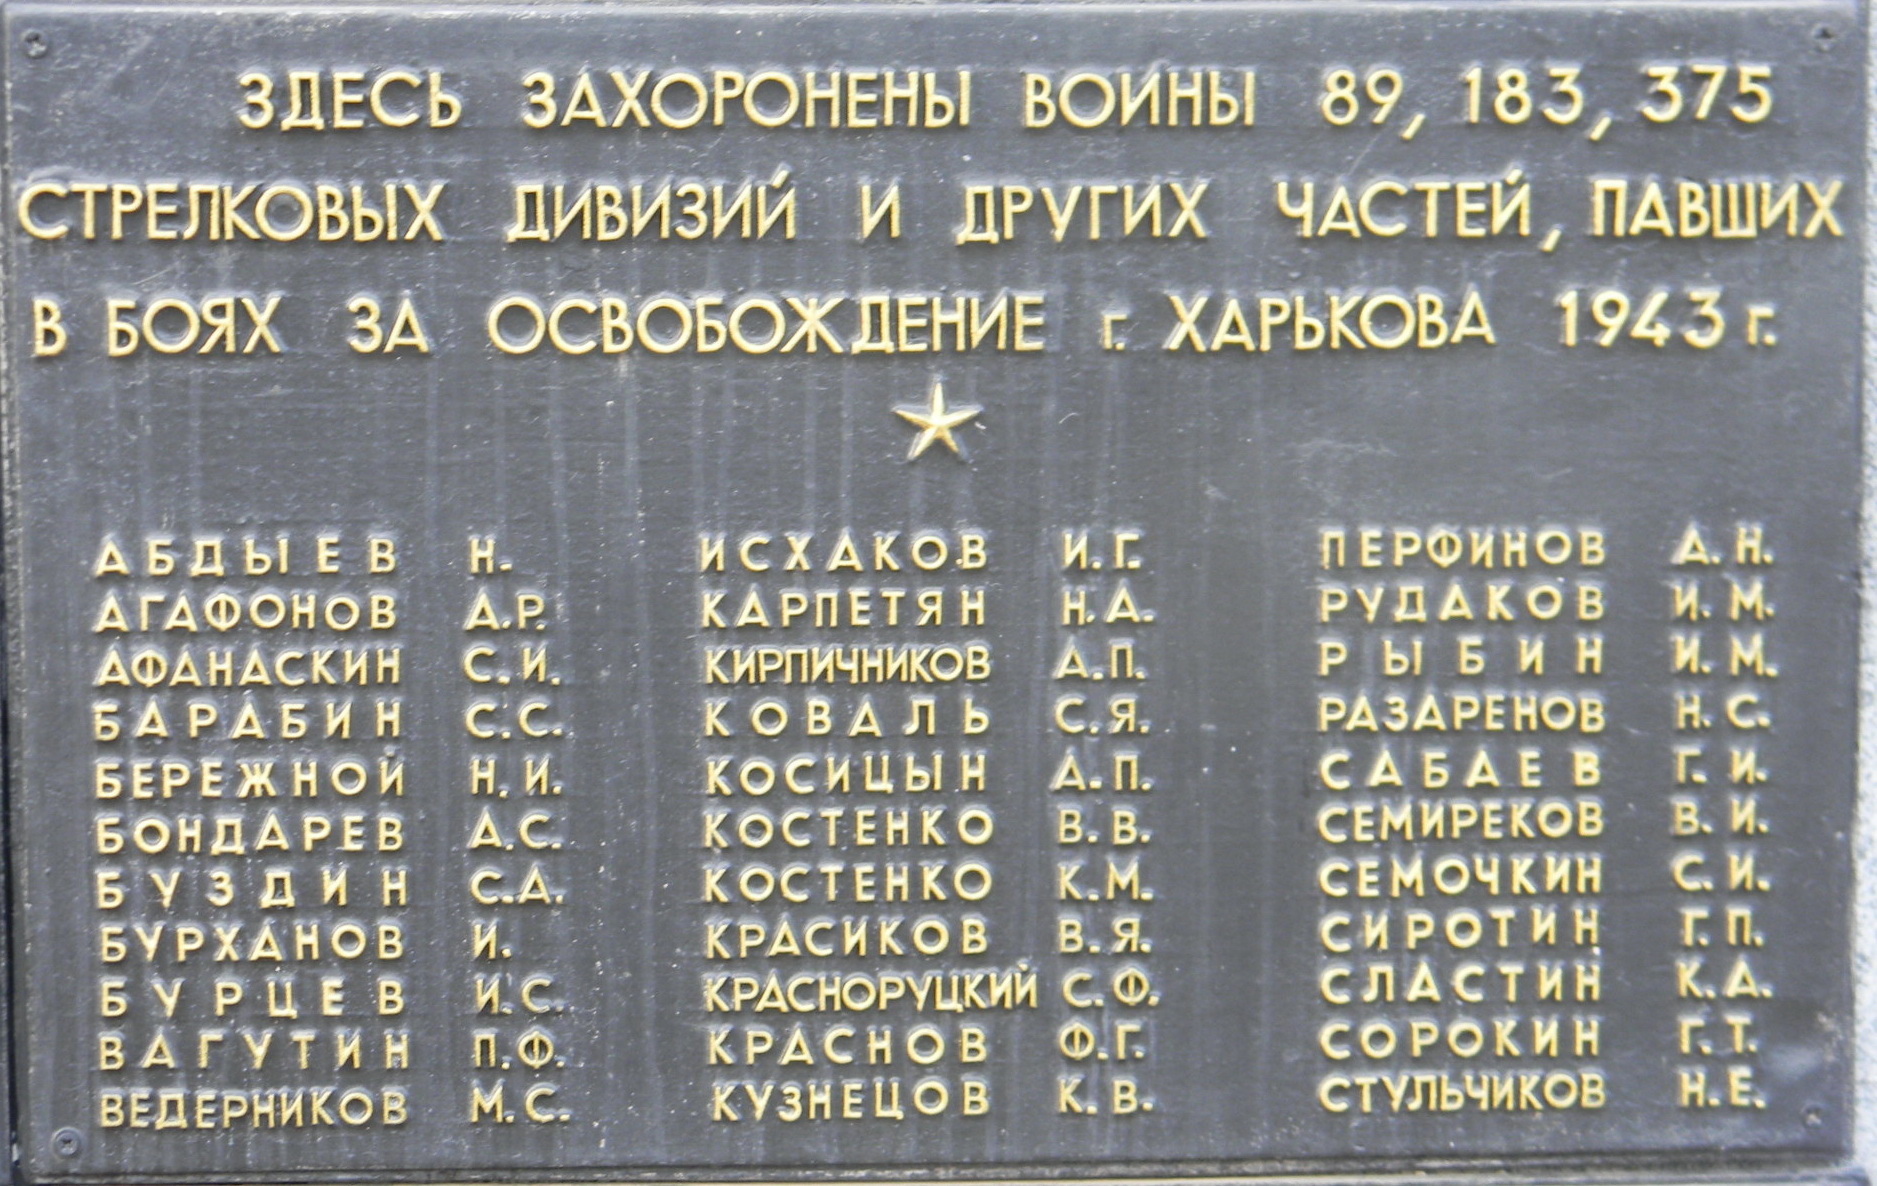 ЗДЕСЬ ЗАХОРОНЕНЫ ВОИНЫ 89, 183, 375
СТРЕЛКОВЫХ ДИВИЗИЙ И ДРУГИХ ЧАСТЕЙ, ПАВШИХ
В БОЯХ ЗА ОСВОБОЖДЕНИЕ г. ХАРЬКОВА 1943 г.
АБДЫЕВ Н.
АГАФОНОВ А.Р.
АФАНАСКИН С.И.
БАРАБИН С.С.
БЕРЕЖНОЙ Н.И.
БОНДАРЕВ А.С.
БУЗДИН С.А.
БУРХАНОВ И.
БУРЦЕВ И.С.
ВАГУТИН П.Ф.
ВЕДЕРНИКОВ М.С.
ИСХАКОВ И.Г.
КАРПЕТЯН Н.А.
КИРПИЧНИКОВ А.П.
КОВАЛЬ С.Я.
КОСИЦЫН А.П.
КОСТЕНКО В.В.
КОСТЕНКО К.М.
КРАСИКОВ В.Я.
КРАСНОРУЦКИЙ С.Ф.
КРАСНОВ Ф.Г.
КУЗНЕЦОВ К.В.
ПЕРФИНОВ А.Н.
РУДАКОВ И.М.
РЫБИН И.М.
РАЗАРЕНОВ Н.С.
САБАЕВ Г.И.
СЕМИРЕКОВ В.И.
СЕМОЧКИН С.И.
СИРОТИН Г.П.
СЛАСТИН К.А.
СОРОКИН Г.Т.
СТУЛЬЧИКОВ Н.Е.